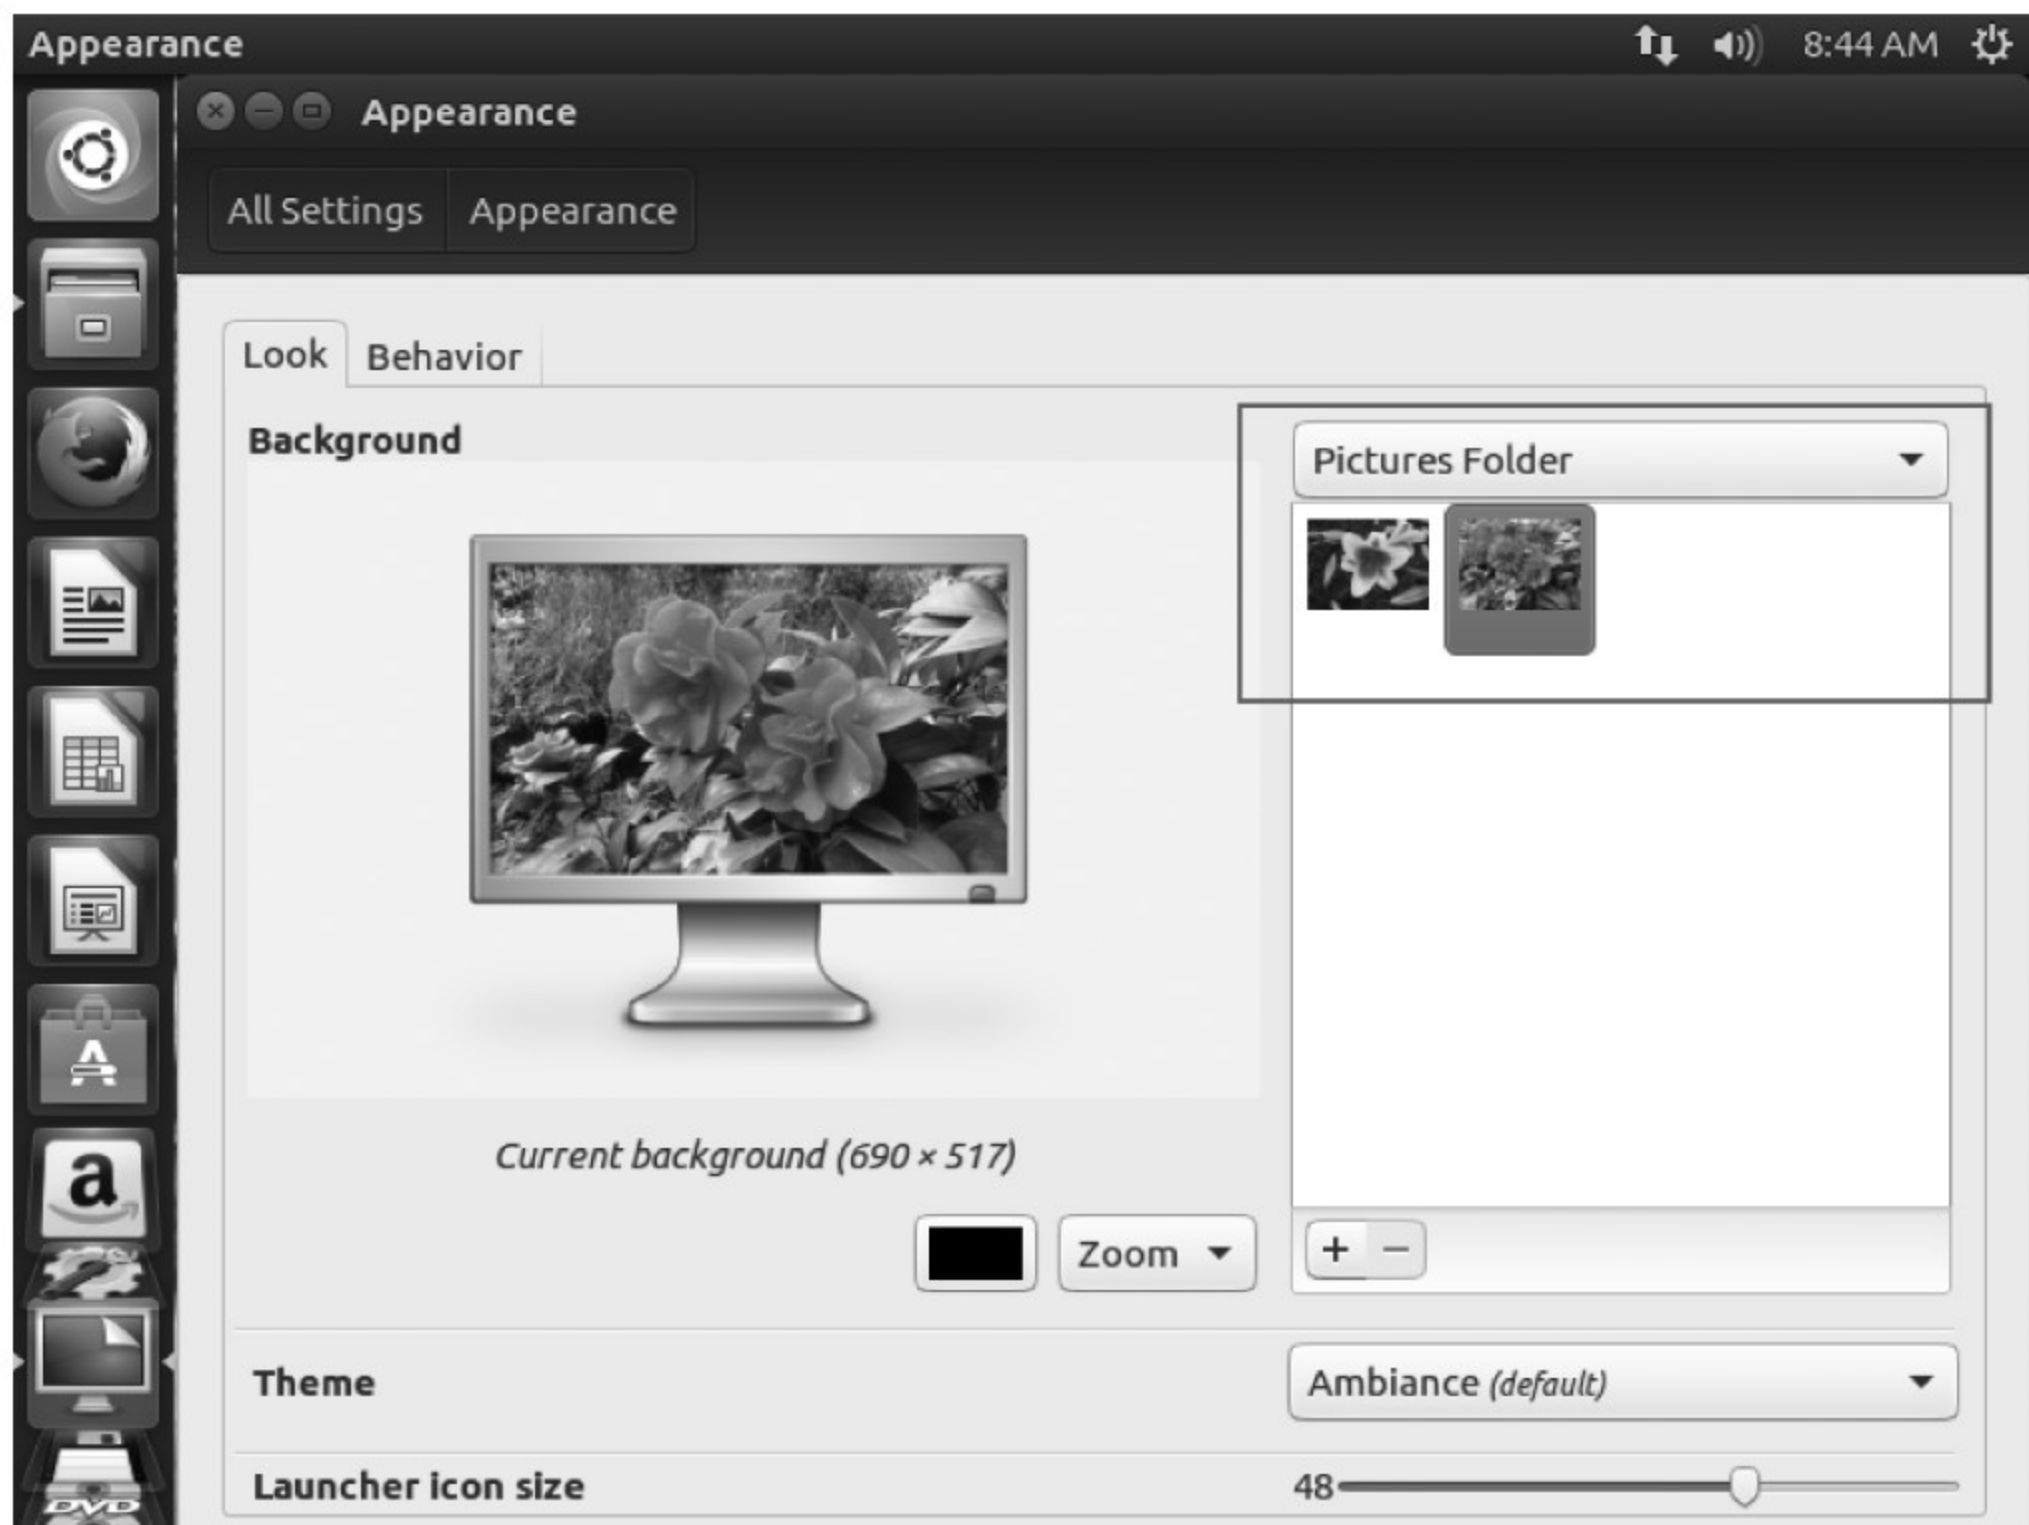 Appearance
8:44 AM
Appearance
All Settings
Appearance
Look
Behavior
Background
Pictures Folder
Current background (690 × 517)
Zoom
+ −
Theme
Ambiance (default)
Launcher icon size
48
a
DVD